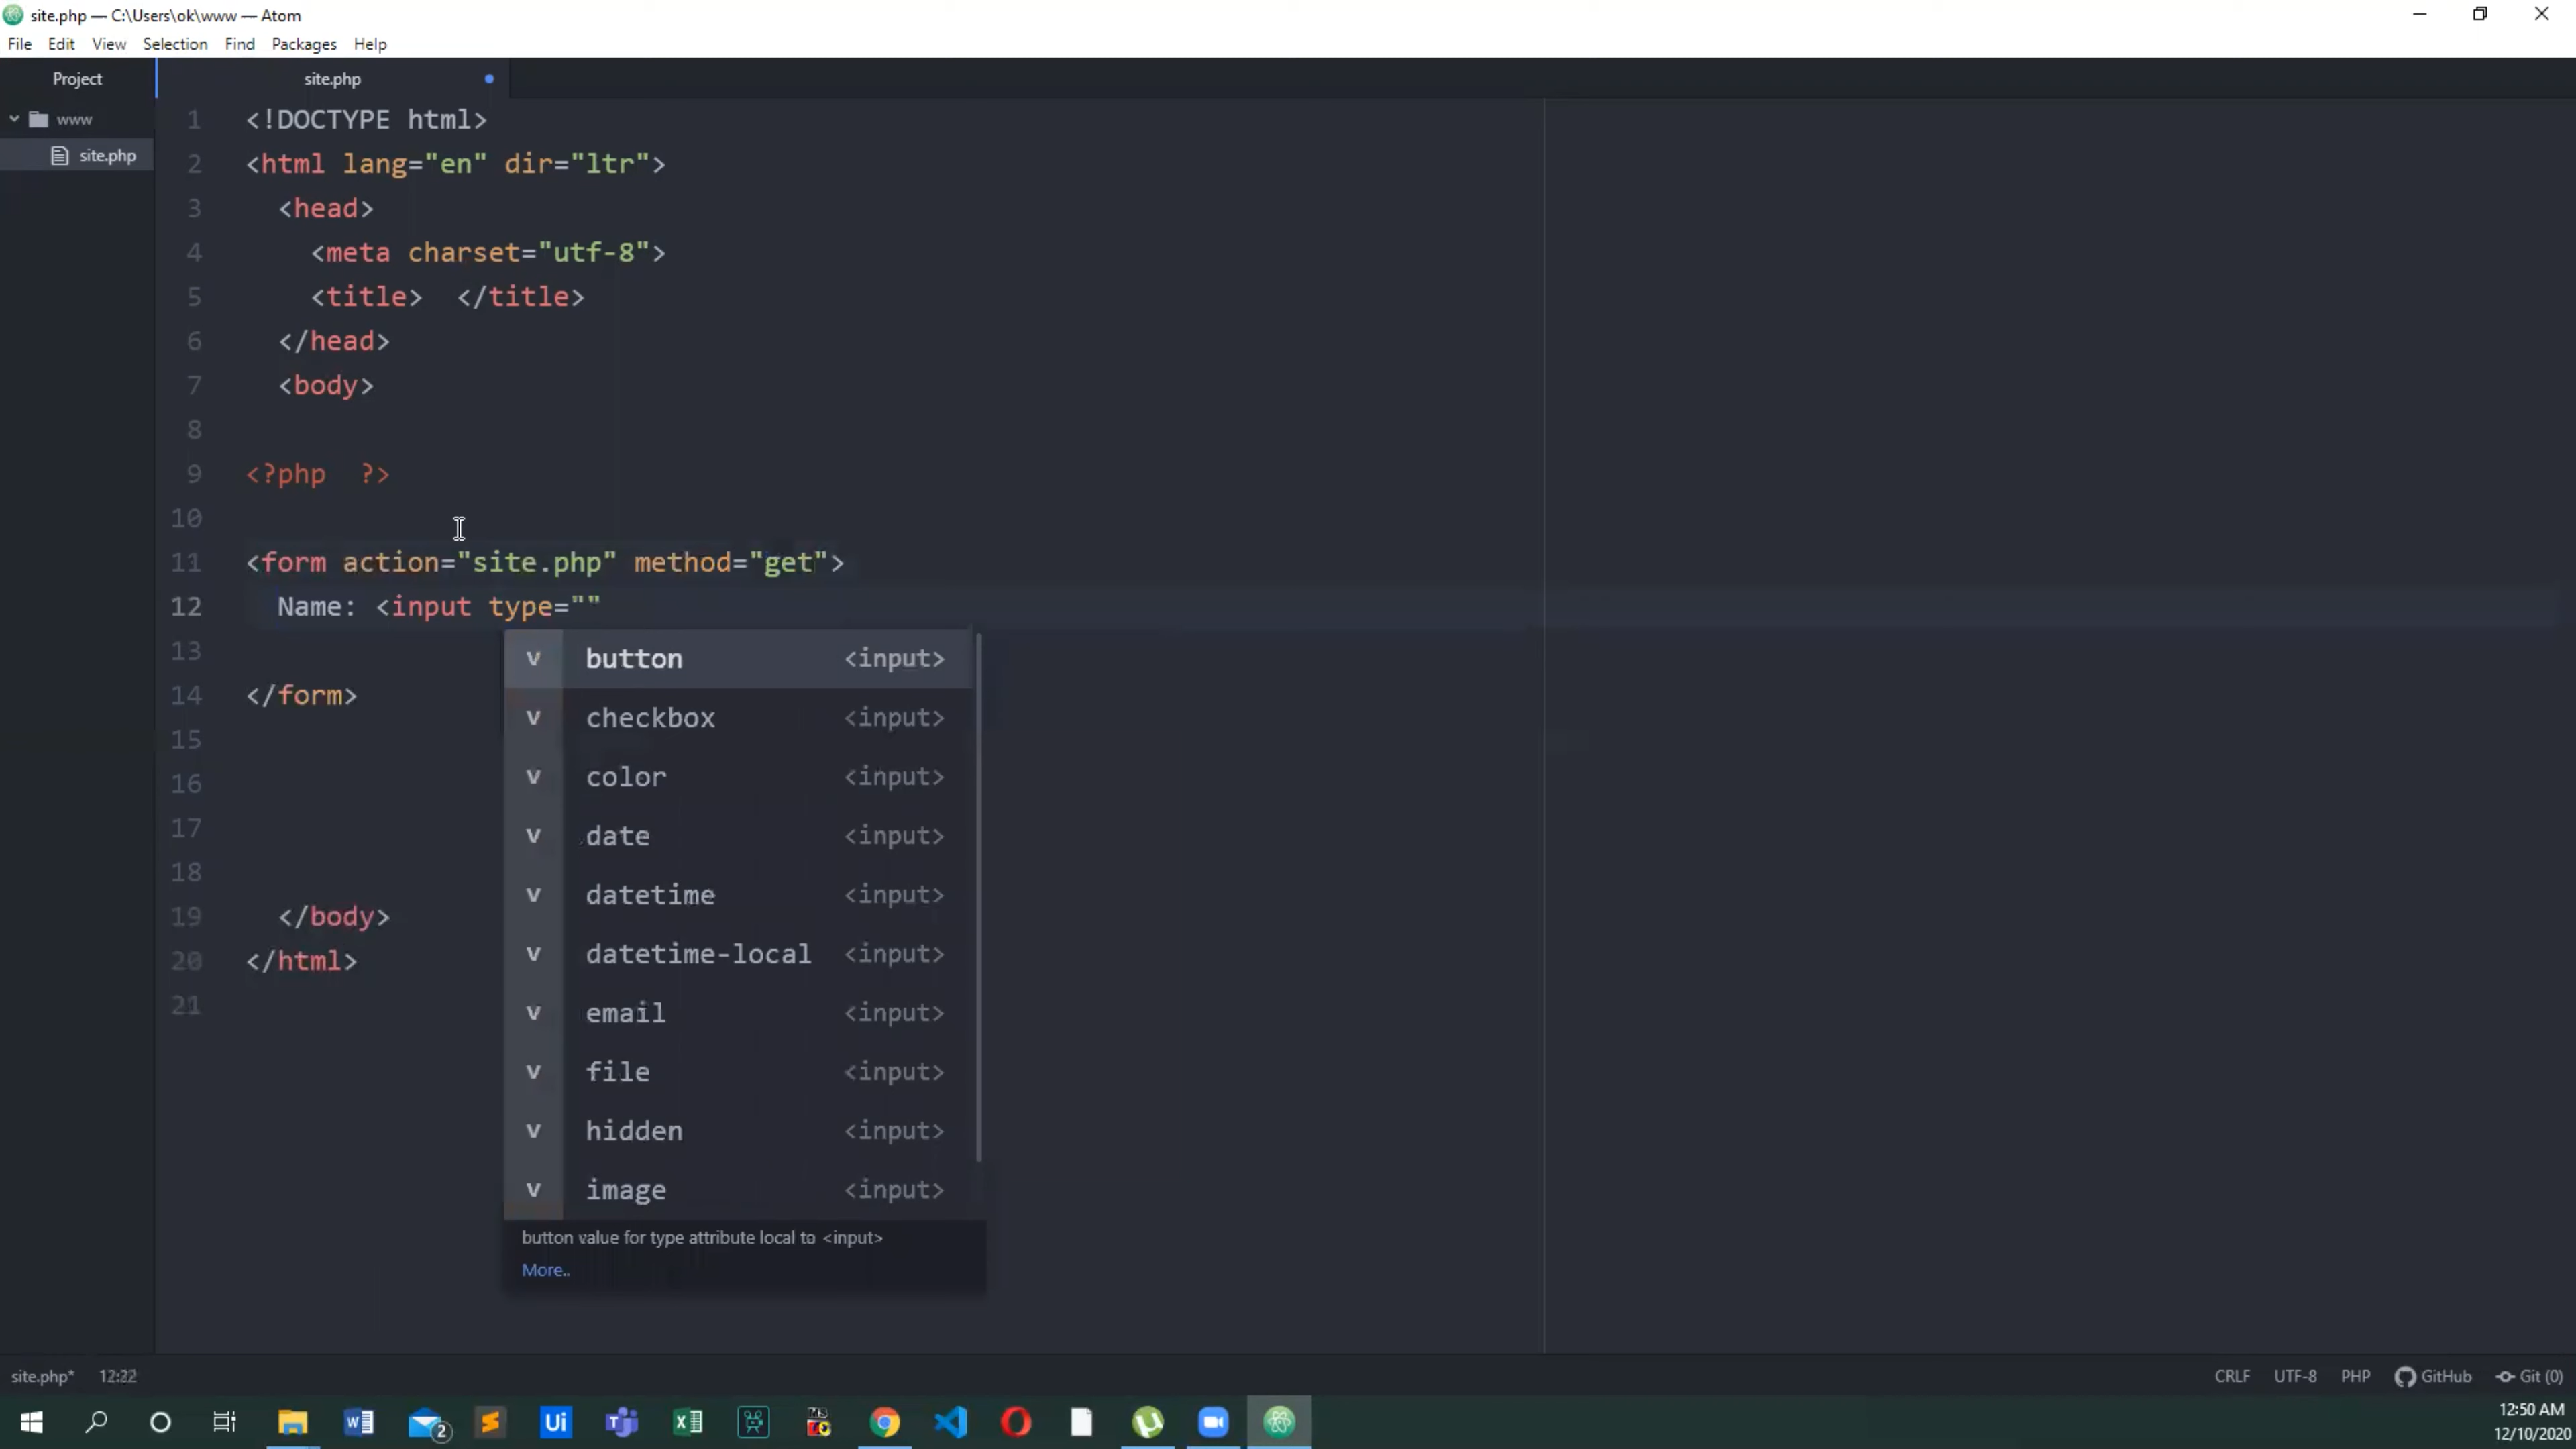 site.php — C:\Users\ok\www — Atom
File Edit View Selection Find Packages Help
Project
site.php
www
site.php
1 <!DOCTYPE html>
2 <html lang="en" dir="ltr">
3 <head>
4 <meta charset="utf-8">
5 <title>  </title>
6 </head>
7 <body>
8
9 <?php  ?>
10
11 <form action="site.php" method="get">
12 Name: <input type=""
13
14 </form>
15
16
17
18
19 </body>
20 </html>
21
v button <input>
v checkbox <input>
v color <input>
v date <input>
v datetime <input>
v datetime-local <input>
v email <input>
v file <input>
v hidden <input>
v image <input>
button value for type attribute local to <input>
More..
site.php* 12:22 CRLF UTF-8 PHP GitHub Git (0)
2 Ui
12:50 AM
12/10/2020